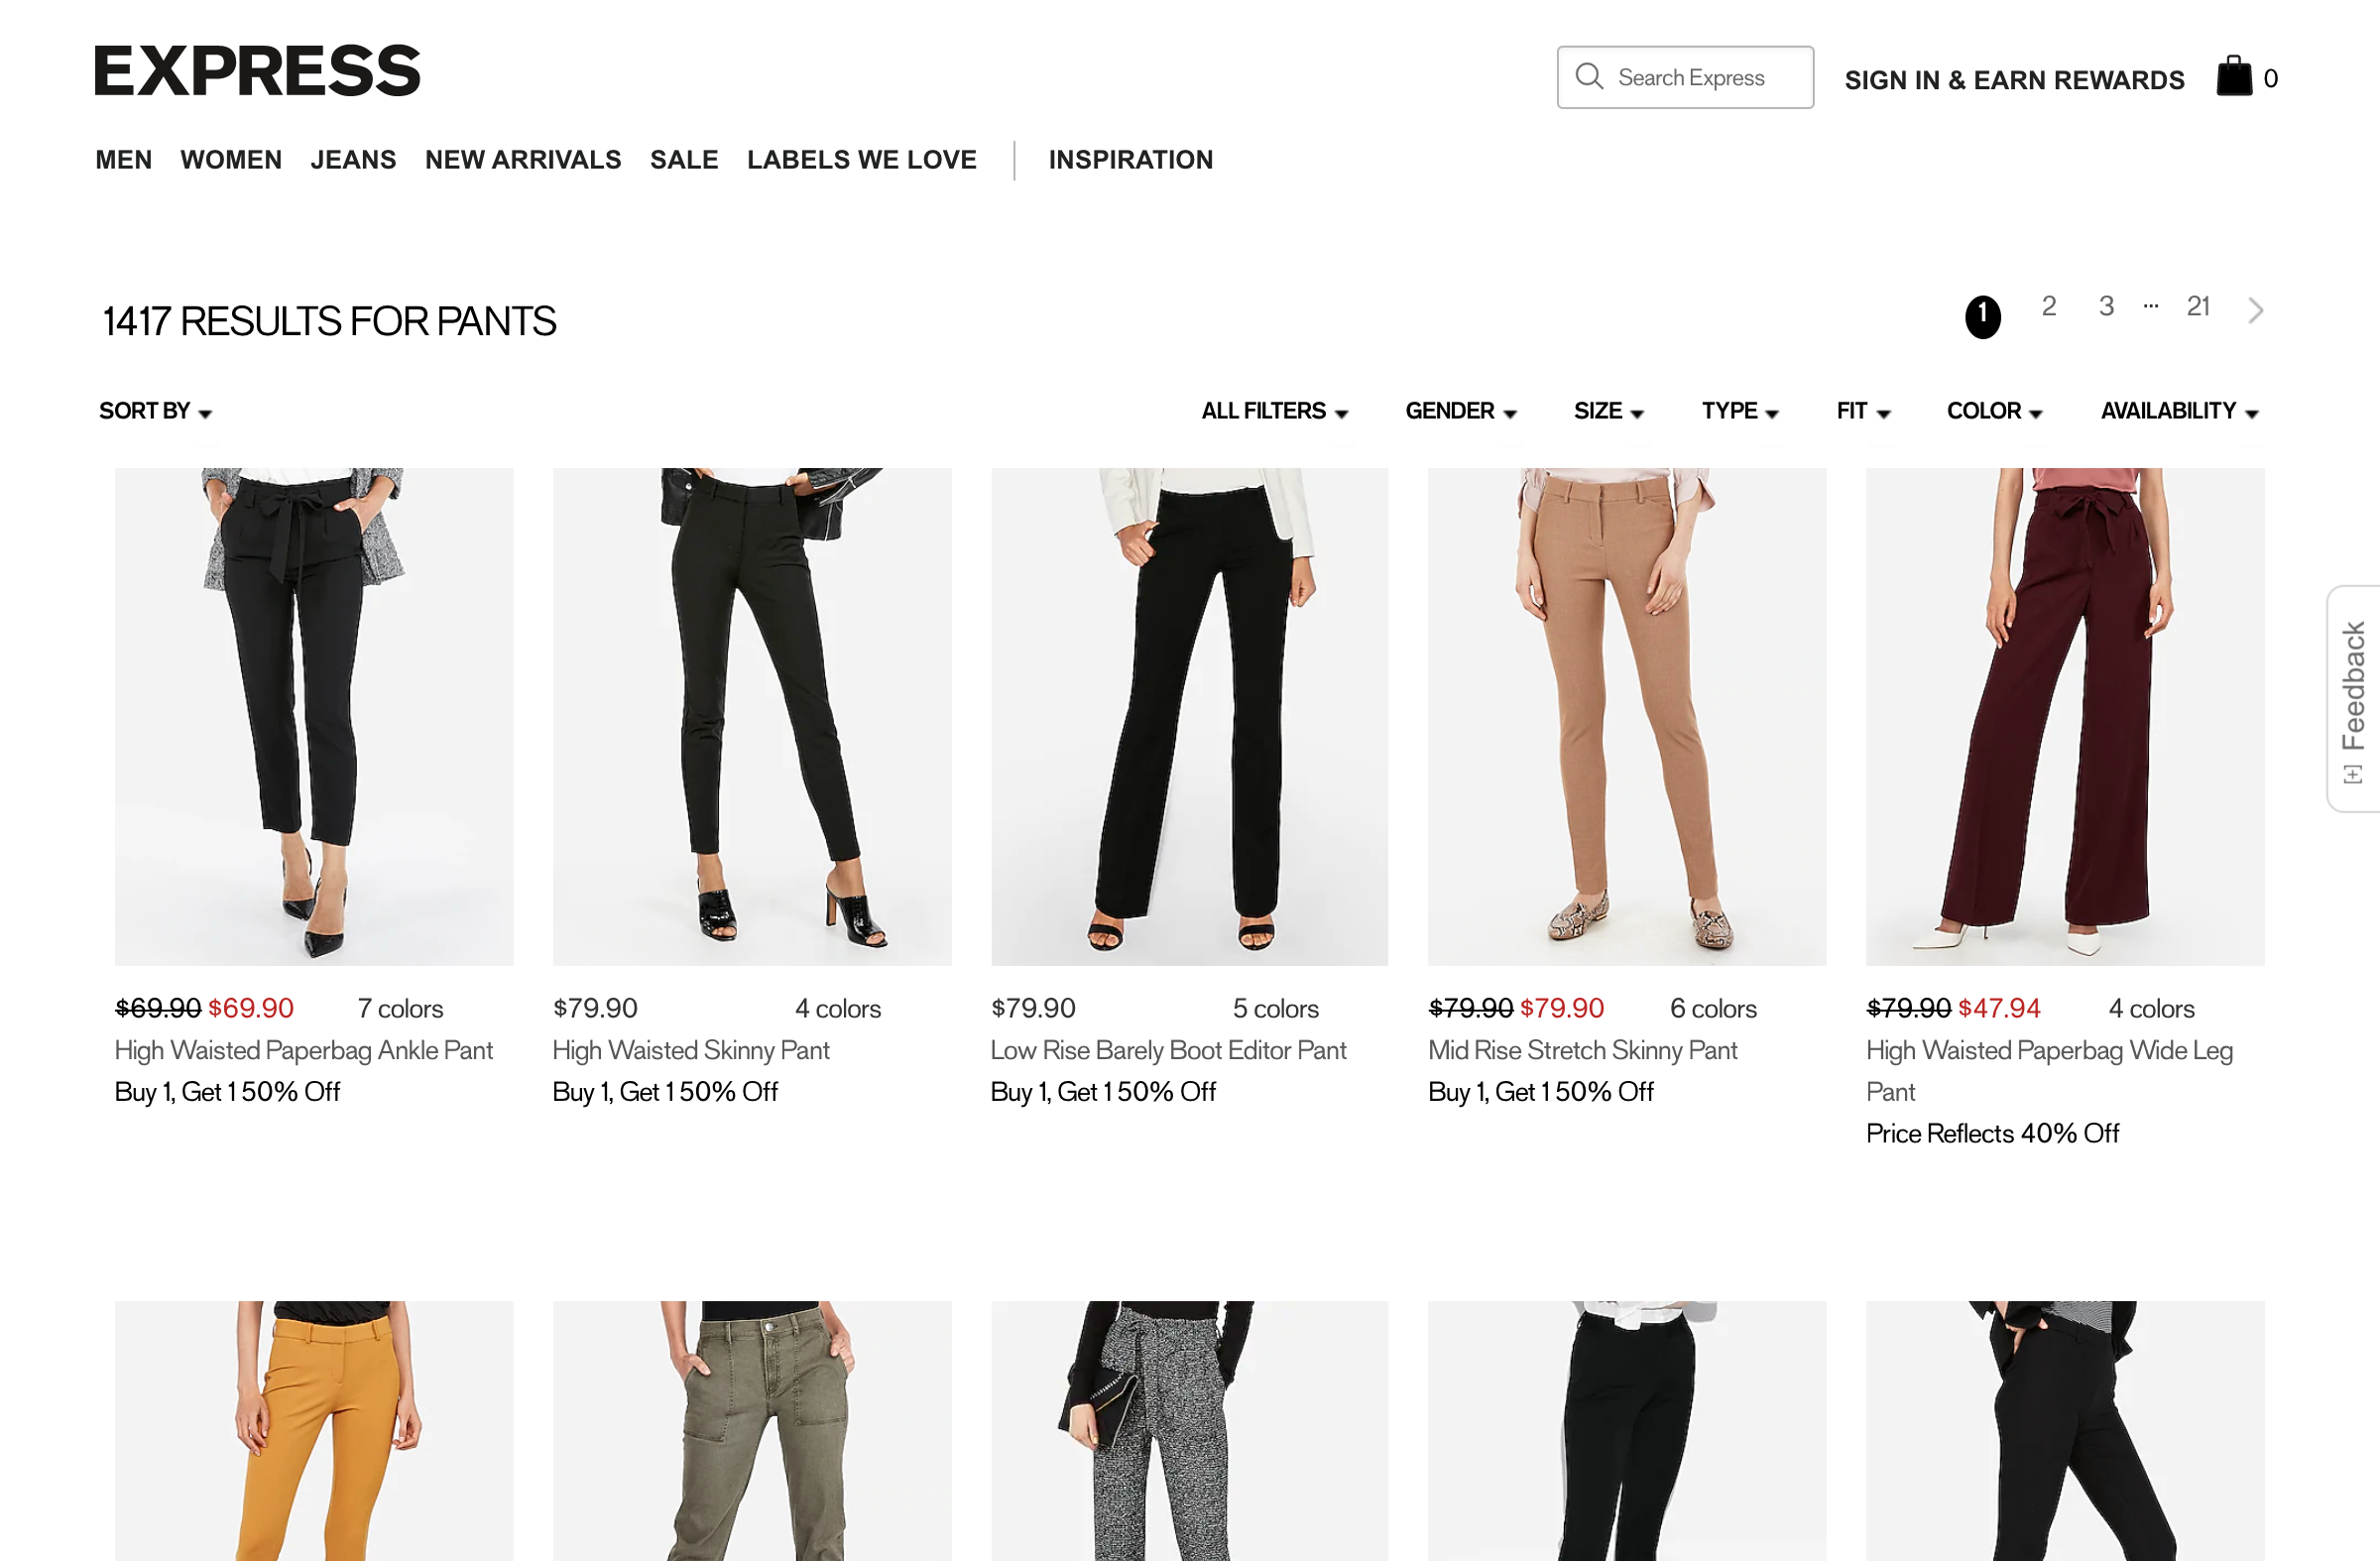 EXPRESS
Search Express
SIGN IN & EARN REWARDS
0
MEN WOMEN JEANS NEW ARRIVALS SALE LABELS WE LOVE INSPIRATION
1417 RESULTS FOR PANTS
1 2 3 ... 21
SORT BY
ALL FILTERS GENDER SIZE TYPE FIT COLOR AVAILABILITY
$69.90 $69.90 7 colors
High Waisted Paperbag Ankle Pant
Buy 1, Get 1 50% Off
$79.90 4 colors
High Waisted Skinny Pant
Buy 1, Get 1 50% Off
$79.90 5 colors
Low Rise Barely Boot Editor Pant
Buy 1, Get 1 50% Off
$79.90 $79.90 6 colors
Mid Rise Stretch Skinny Pant
Buy 1, Get 1 50% Off
$79.90 $47.94 4 colors
High Waisted Paperbag Wide Leg
Pant
Price Reflects 40% Off
[+] Feedback